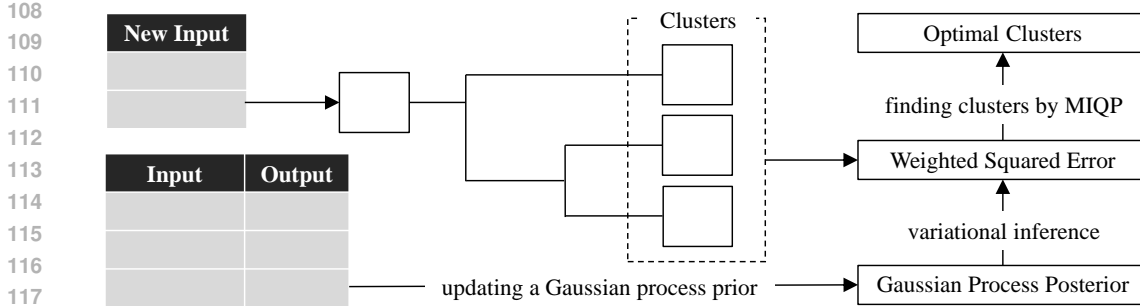 108
109
110
111
112
113
114
115
116
117
New Input
Input Output
Clusters
Optimal Clusters
finding clusters by MIQP
Weighted Squared Error
variational inference
updating a Gaussian process prior
Gaussian Process Posterior